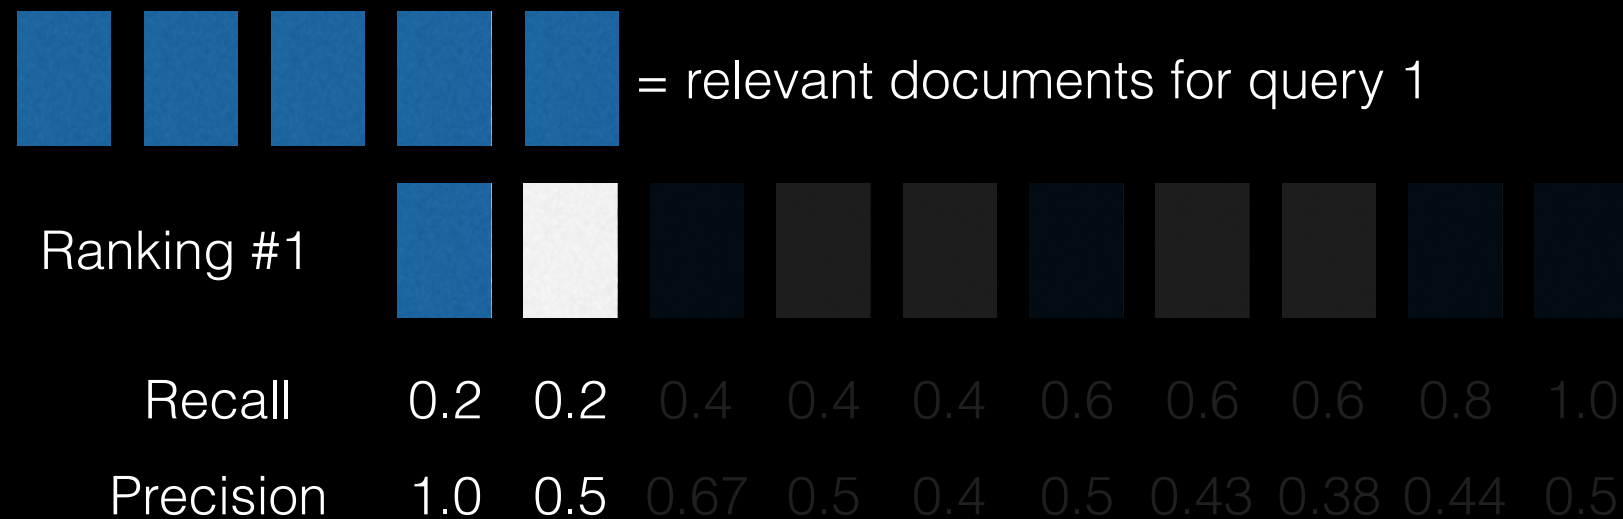 = relevant documents for query 1
Ranking #1
Recall 0.2 0.2 0.4 0.4 0.4 0.6 0.6 0.6 0.8 1.0
Precision 1.0 0.5 0.67 0.5 0.4 0.5 0.43 0.38 0.44 0.5